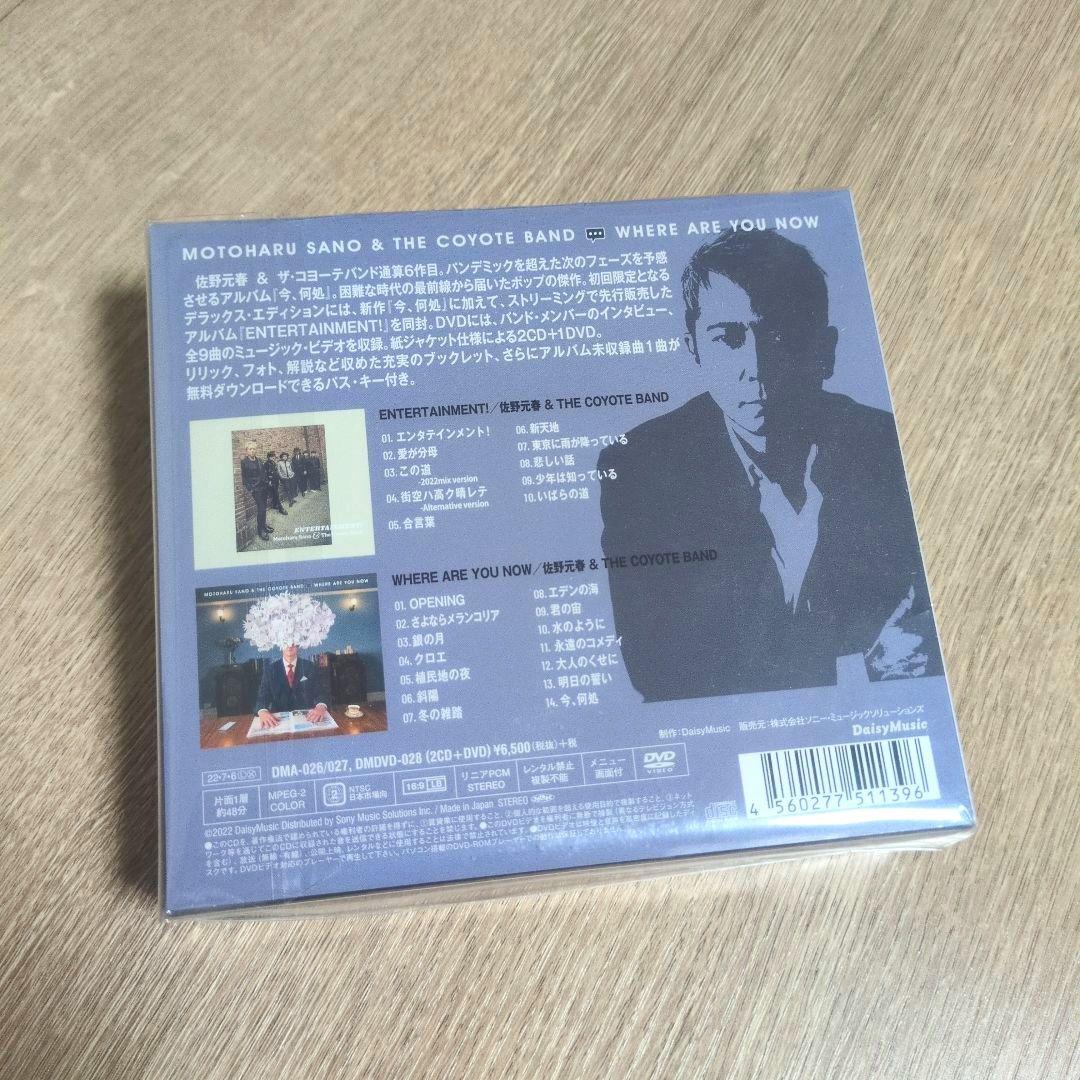 MOTOHARU SANO & THE COYOTE BAND WHERE ARE YOU NOW
佐野元春 & ザ・コヨーテバンド通算6作目。パンデミックを超えた次のフェーズを予感
させるアルバム『今、何処』。困難な時代の最前線から届いたポップの傑作。初回限定となる
デラックス・エディションには、新作『今、何処』に加えて、ストリーミングで先行販売した
アルバム『ENTERTAINMENT!』を同封。DVDには、バンド・メンバーのインタビュー、
全9曲のミュージック・ビデオを収録。紙ジャケット仕様による2CD+1DVD。
リリック、フォト、解説など収めた充実のブックレット、さらにアルバム未収録曲1曲が
無料ダウンロードできるパス・キー付き。
ENTERTAINMENT!/佐野元春 & THE COYOTE BAND
01. エンタテインメント!
02. 愛が分母
03. この道
-2022mix version
04. 街空ハ高ク晴レテ
-Alternative version
05. 合言葉
06. 新天地
07. 東京に雨が降っている
08. 悲しい話
09. 少年は知っている
10. いばらの道
ENTERTAINMENT!
Motoharu Sano & The Coyote Band
WHERE ARE YOU NOW/佐野元春 & THE COYOTE BAND
01. OPENING
02. さよならメランコリア
03. 銀の月
04. クロエ
05. 植民地の夜
06. 斜陽
07. 冬の雑踏
08. エデンの海
09. 君の宙
10. 水のように
11. 永遠のコメディ
12. 大人のくせに
13. 明日の誓い
14. 今、何処
MOTOHARU SANO & THE COYOTE BAND WHERE ARE YOU NOW
制作:DaisyMusic 販売元:株式会社ソニー・ミュージックソリューションズ
DaisyMusic
22・7・6 DMA-026/027, DMDVD-028 (2CD+DVD) ¥6,500(税抜)+税
片面1層
約48分
MPEG-2
COLOR
2 NTSC
日本市場向
16:9 LB
リニアPCM
STEREO
レンタル禁止
複製不能
メニュー
画面付
DVD
VIDEO
4 560277 511396
©2022 DaisyMusic Distributed by Sony Music Solutions Inc. / Made in Japan STEREO